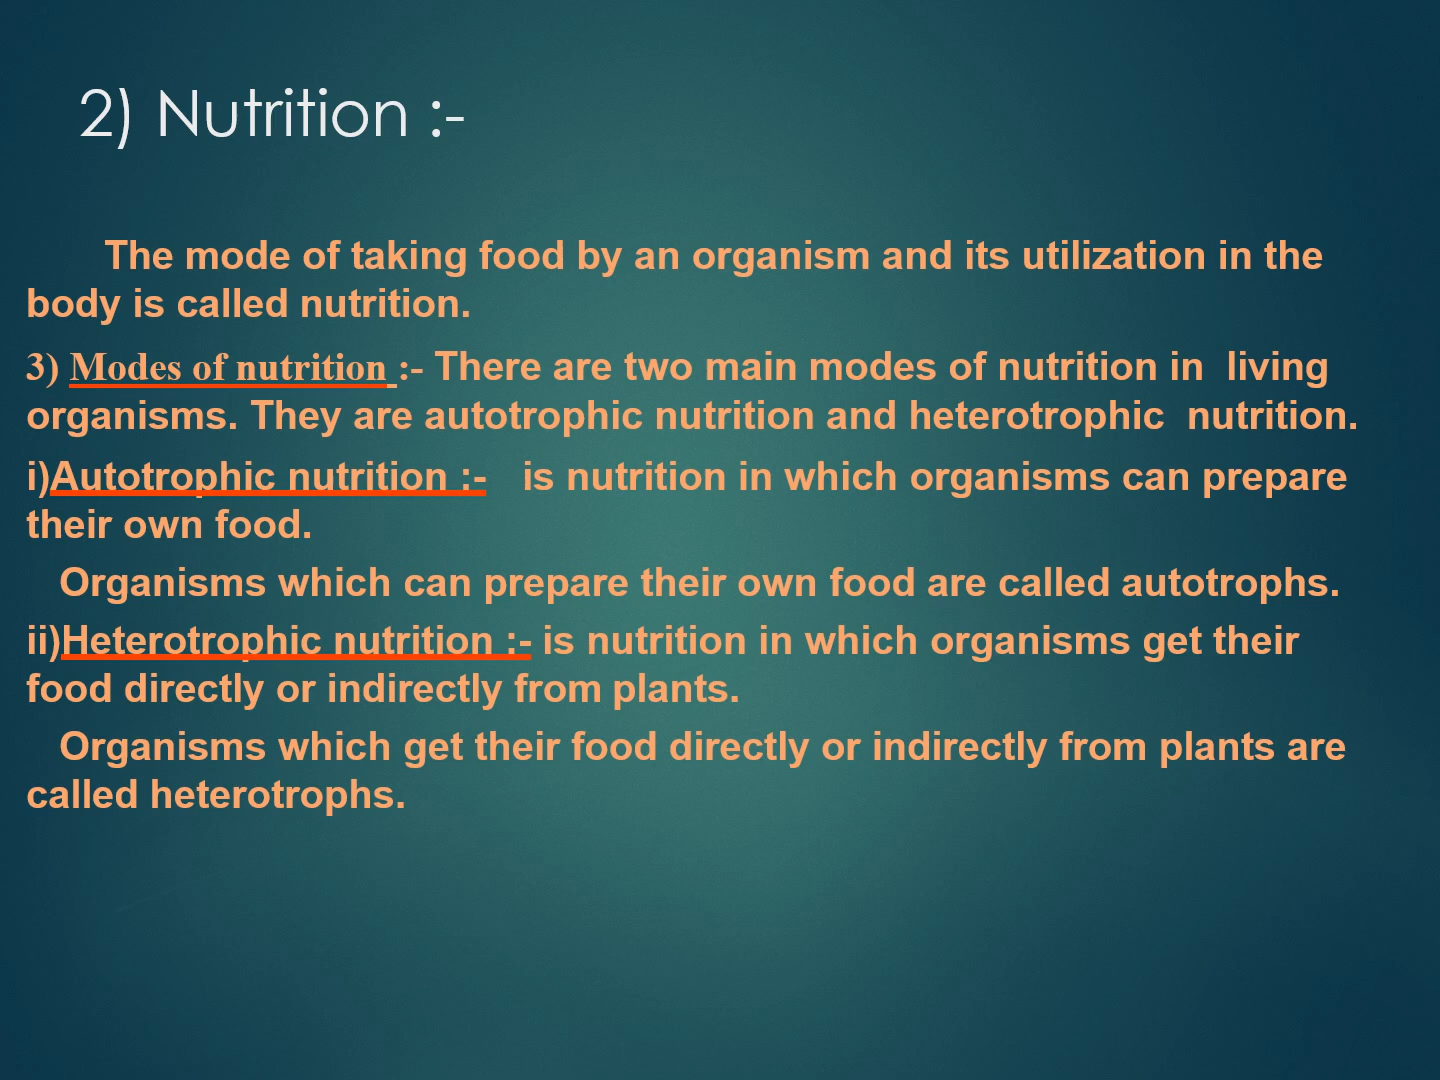 2) Nutrition :-
The mode of taking food by an organism and its utilization in the
body is called nutrition.
3) Modes of nutrition :- There are two main modes of nutrition in  living
organisms. They are autotrophic nutrition and heterotrophic  nutrition.
i)Autotrophic nutrition :-   is nutrition in which organisms can prepare
their own food.
Organisms which can prepare their own food are called autotrophs.
ii)Heterotrophic nutrition :- is nutrition in which organisms get their
food directly or indirectly from plants.
Organisms which get their food directly or indirectly from plants are
called heterotrophs.